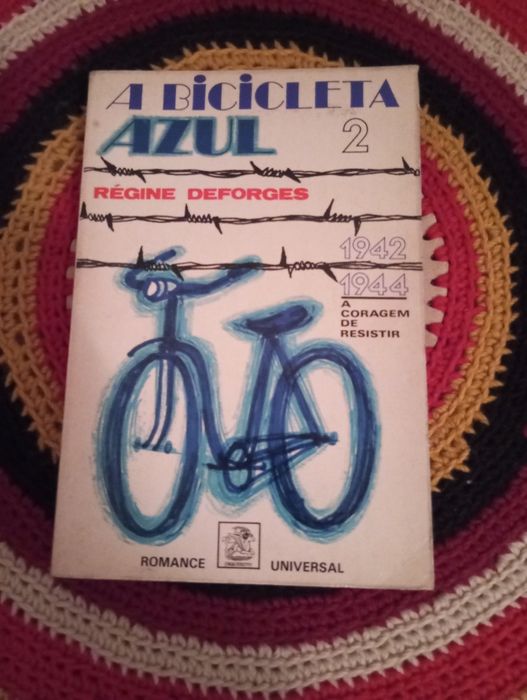 A BICICLETA
AZUL 2
RÉGINE DEFORGES
1942
1944
A
CORAGEM
DE
RESISTIR
ROMANCE UNIVERSAL